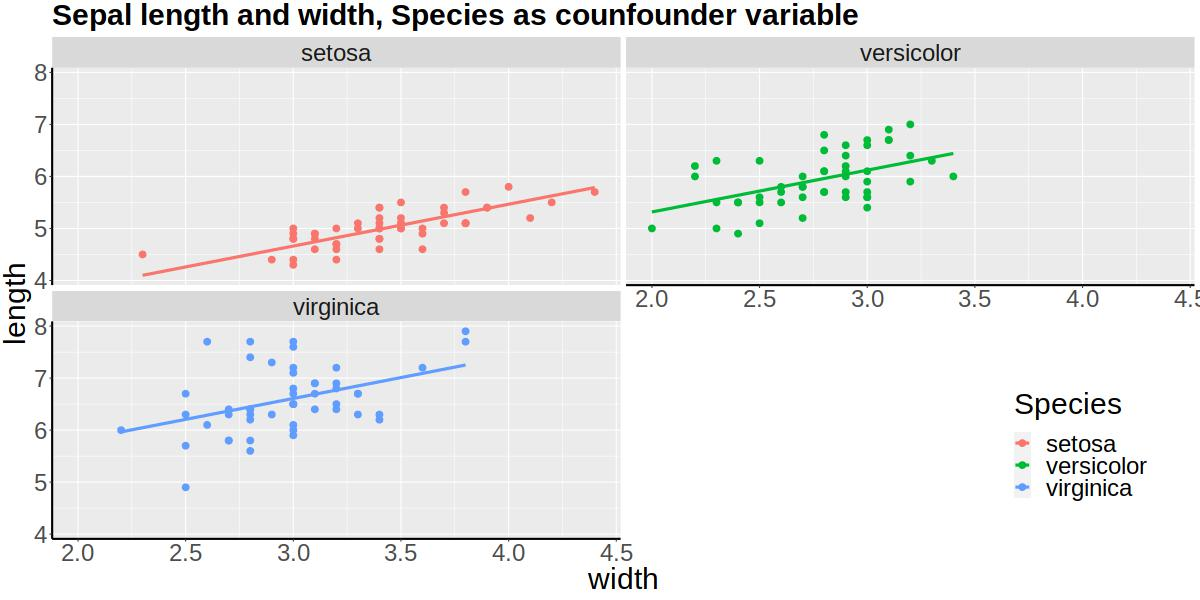 Sepal length and width, Species as counfounder variable
setosa
versicolor
8
7
6
5
4
2.0 2.5 3.0 3.5 4.0 4.5
virginica
8
7
6
5
4
2.0 2.5 3.0 3.5 4.0 4.5
length
width
Species
setosa
versicolor
virginica